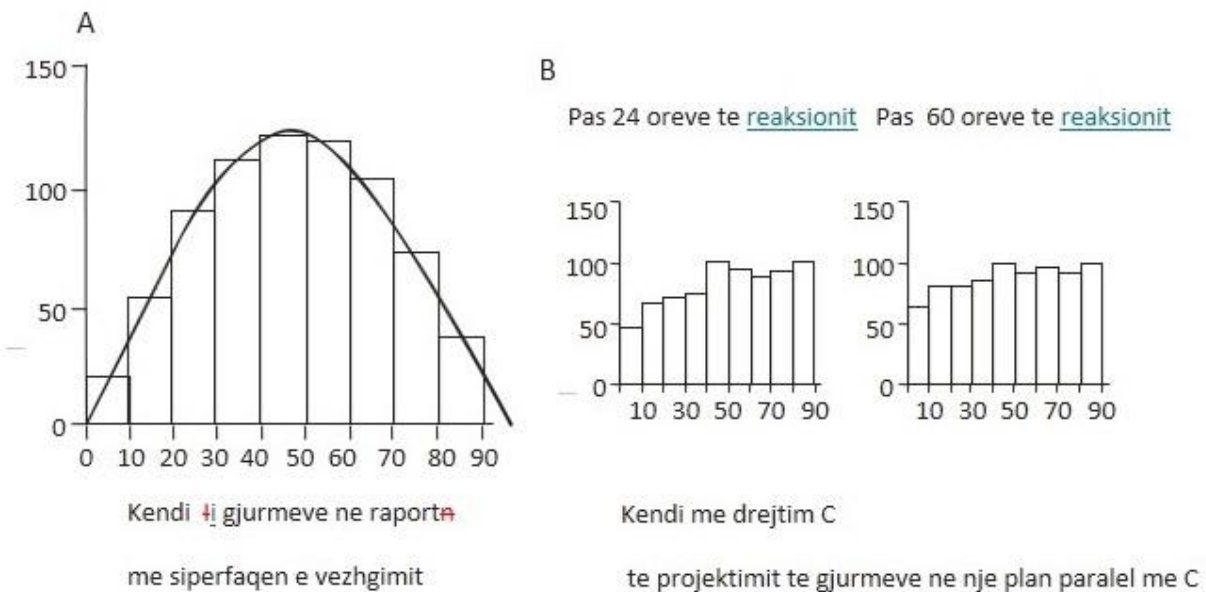 A
150
100
50
0
0 10 20 30 40 50 60 70 80 90
Kendi łi gjurmeve ne raportn
me siperfaqen e vezhgimit
B
Pas 24 oreve te reaksionit Pas 60 oreve te reaksionit
150
100
50
0
10 30 50 70 90
150
100
50
0
10 30 50 70 90
Kendi me drejtim C
te projektimit te gjurmeve ne nje plan paralel me C